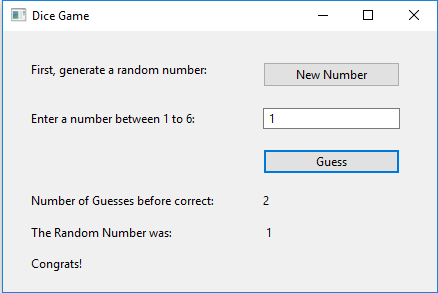 Dice Game
First, generate a random number: New Number
Enter a number between 1 to 6: 1
Guess
Number of Guesses before correct: 2
The Random Number was: 1
Congrats!